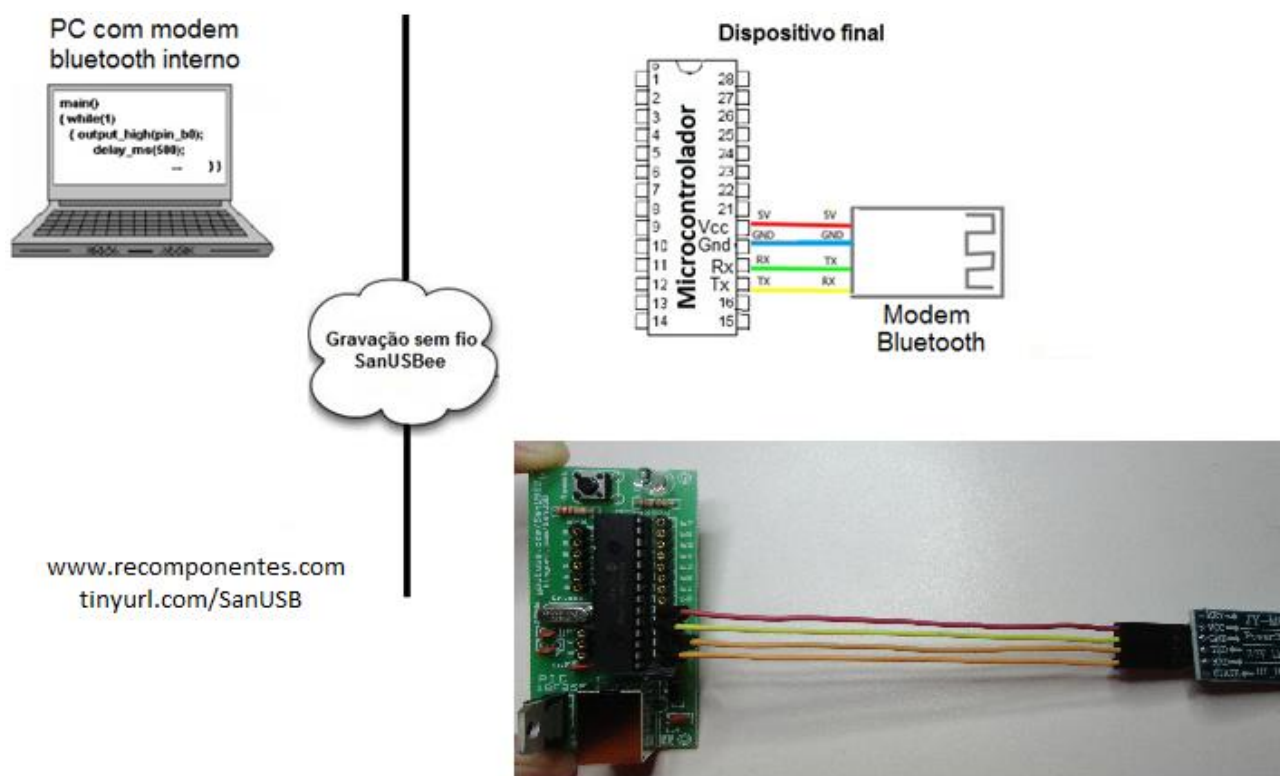 PC com modem
bluetooth interno
main()
{ while(1)
{ output_high(pin_b0);
delay_ms(500);
... } }
Gravação sem fio
SanUSBee
www.recomponentes.com
tinyurl.com/SanUSB
Dispositivo final
Microcontrolador
1 28
2 27
3 26
4 25
5 24
6 23
7 22
8 21
9 Vcc 5V 5V
10 Gnd GND GND
11 Rx RX TX
12 Tx TX RX
13 16
14 15
Modem
Bluetooth